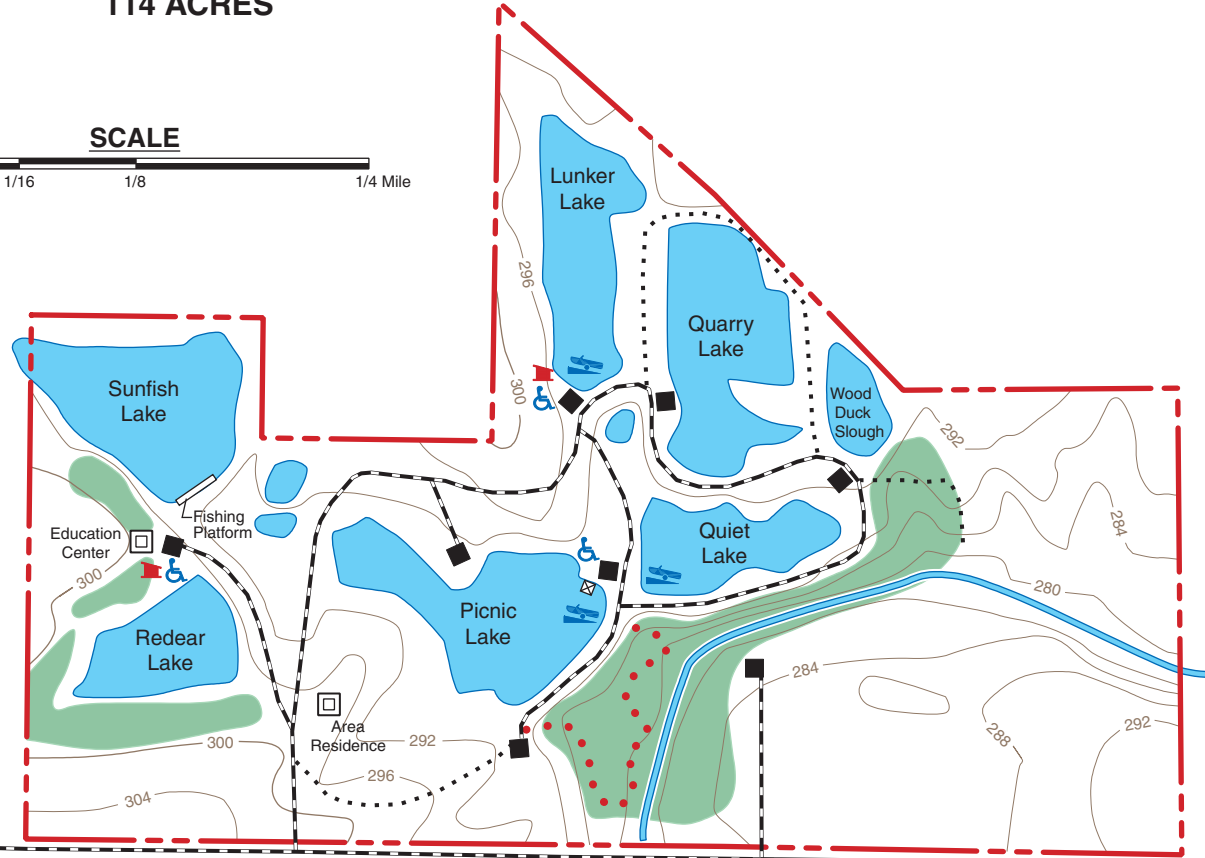 114 ACRES
SCALE
1/16
1/8
1/4 Mile
Lunker
Lake
296
Quarry
Lake
300
Sunfish
Lake
Wood
Duck
Slough
292
Fishing
Platform
Education
Center
300
Quiet
Lake
284
280
Picnic
Lake
Redear
Lake
284
Area
Residence
300
292
296
288
292
304